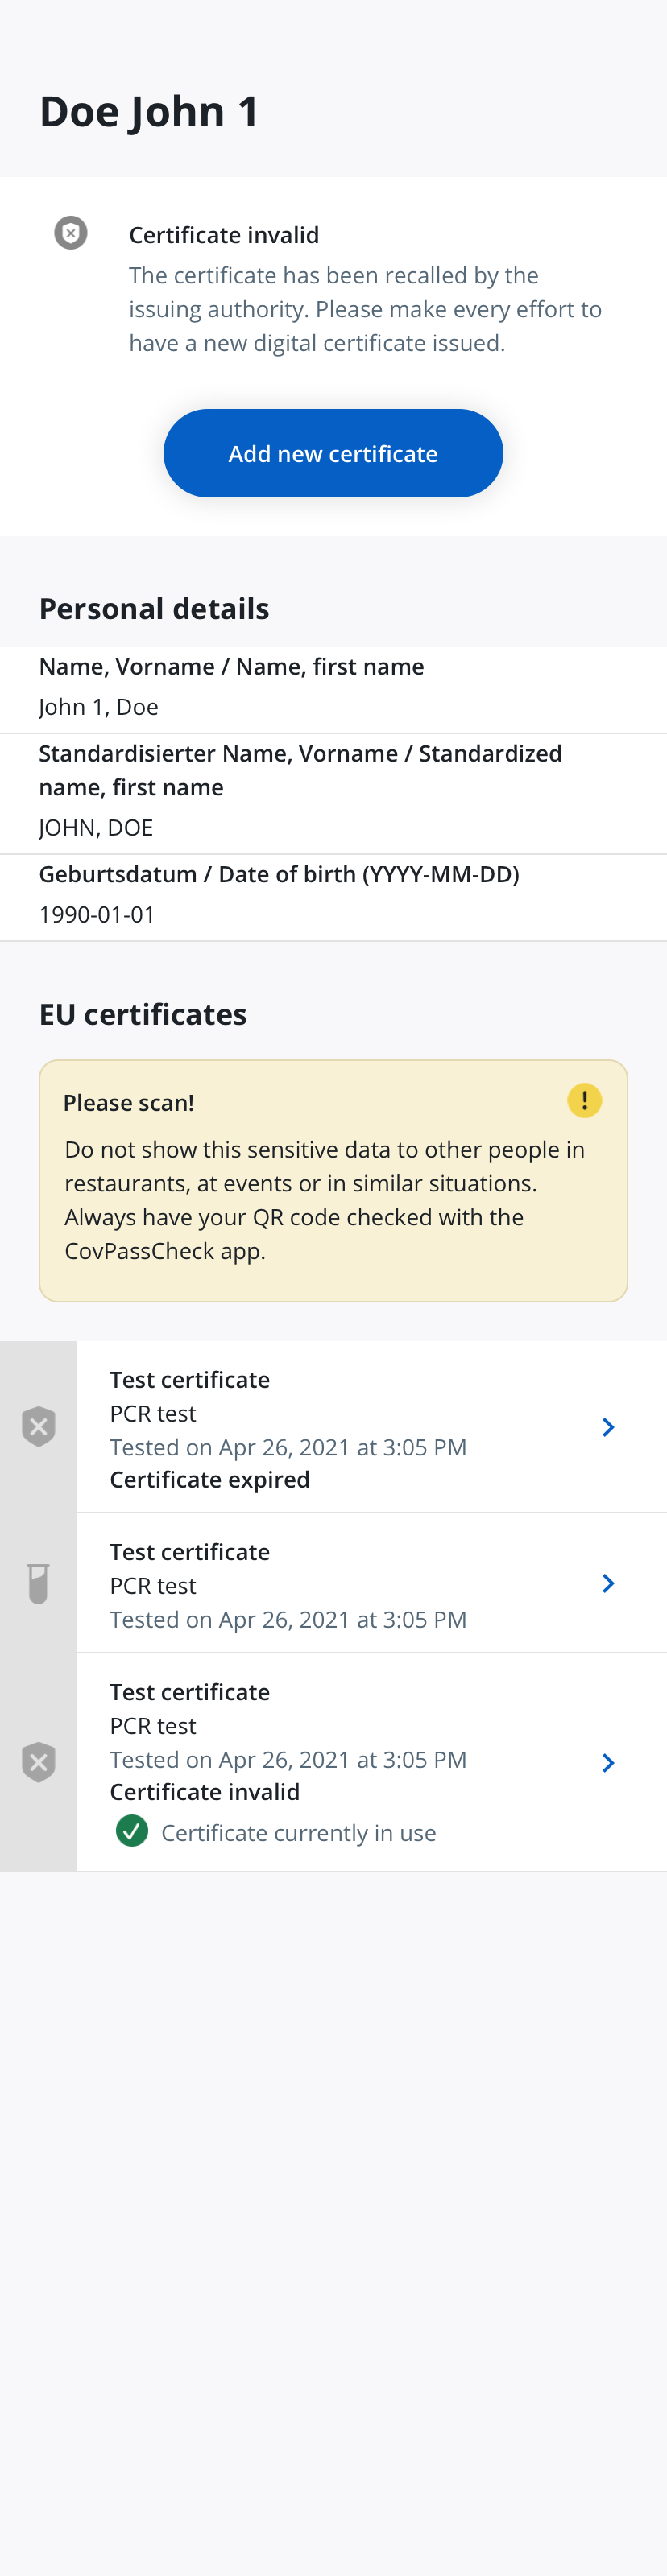 Doe John 1
Certificate invalid
The certificate has been recalled by the
issuing authority. Please make every effort to
have a new digital certificate issued.
Add new certificate
Personal details
Name, Vorname / Name, first name
John 1, Doe
Standardisierter Name, Vorname / Standardized
name, first name
JOHN, DOE
Geburtsdatum / Date of birth (YYYY-MM-DD)
1990-01-01
EU certificates
Please scan!
Do not show this sensitive data to other people in
restaurants, at events or in similar situations.
Always have your QR code checked with the
CovPassCheck app.
Test certificate
PCR test
Tested on Apr 26, 2021 at 3:05 PM
Certificate expired
Test certificate
PCR test
Tested on Apr 26, 2021 at 3:05 PM
Test certificate
PCR test
Tested on Apr 26, 2021 at 3:05 PM
Certificate invalid
Certificate currently in use